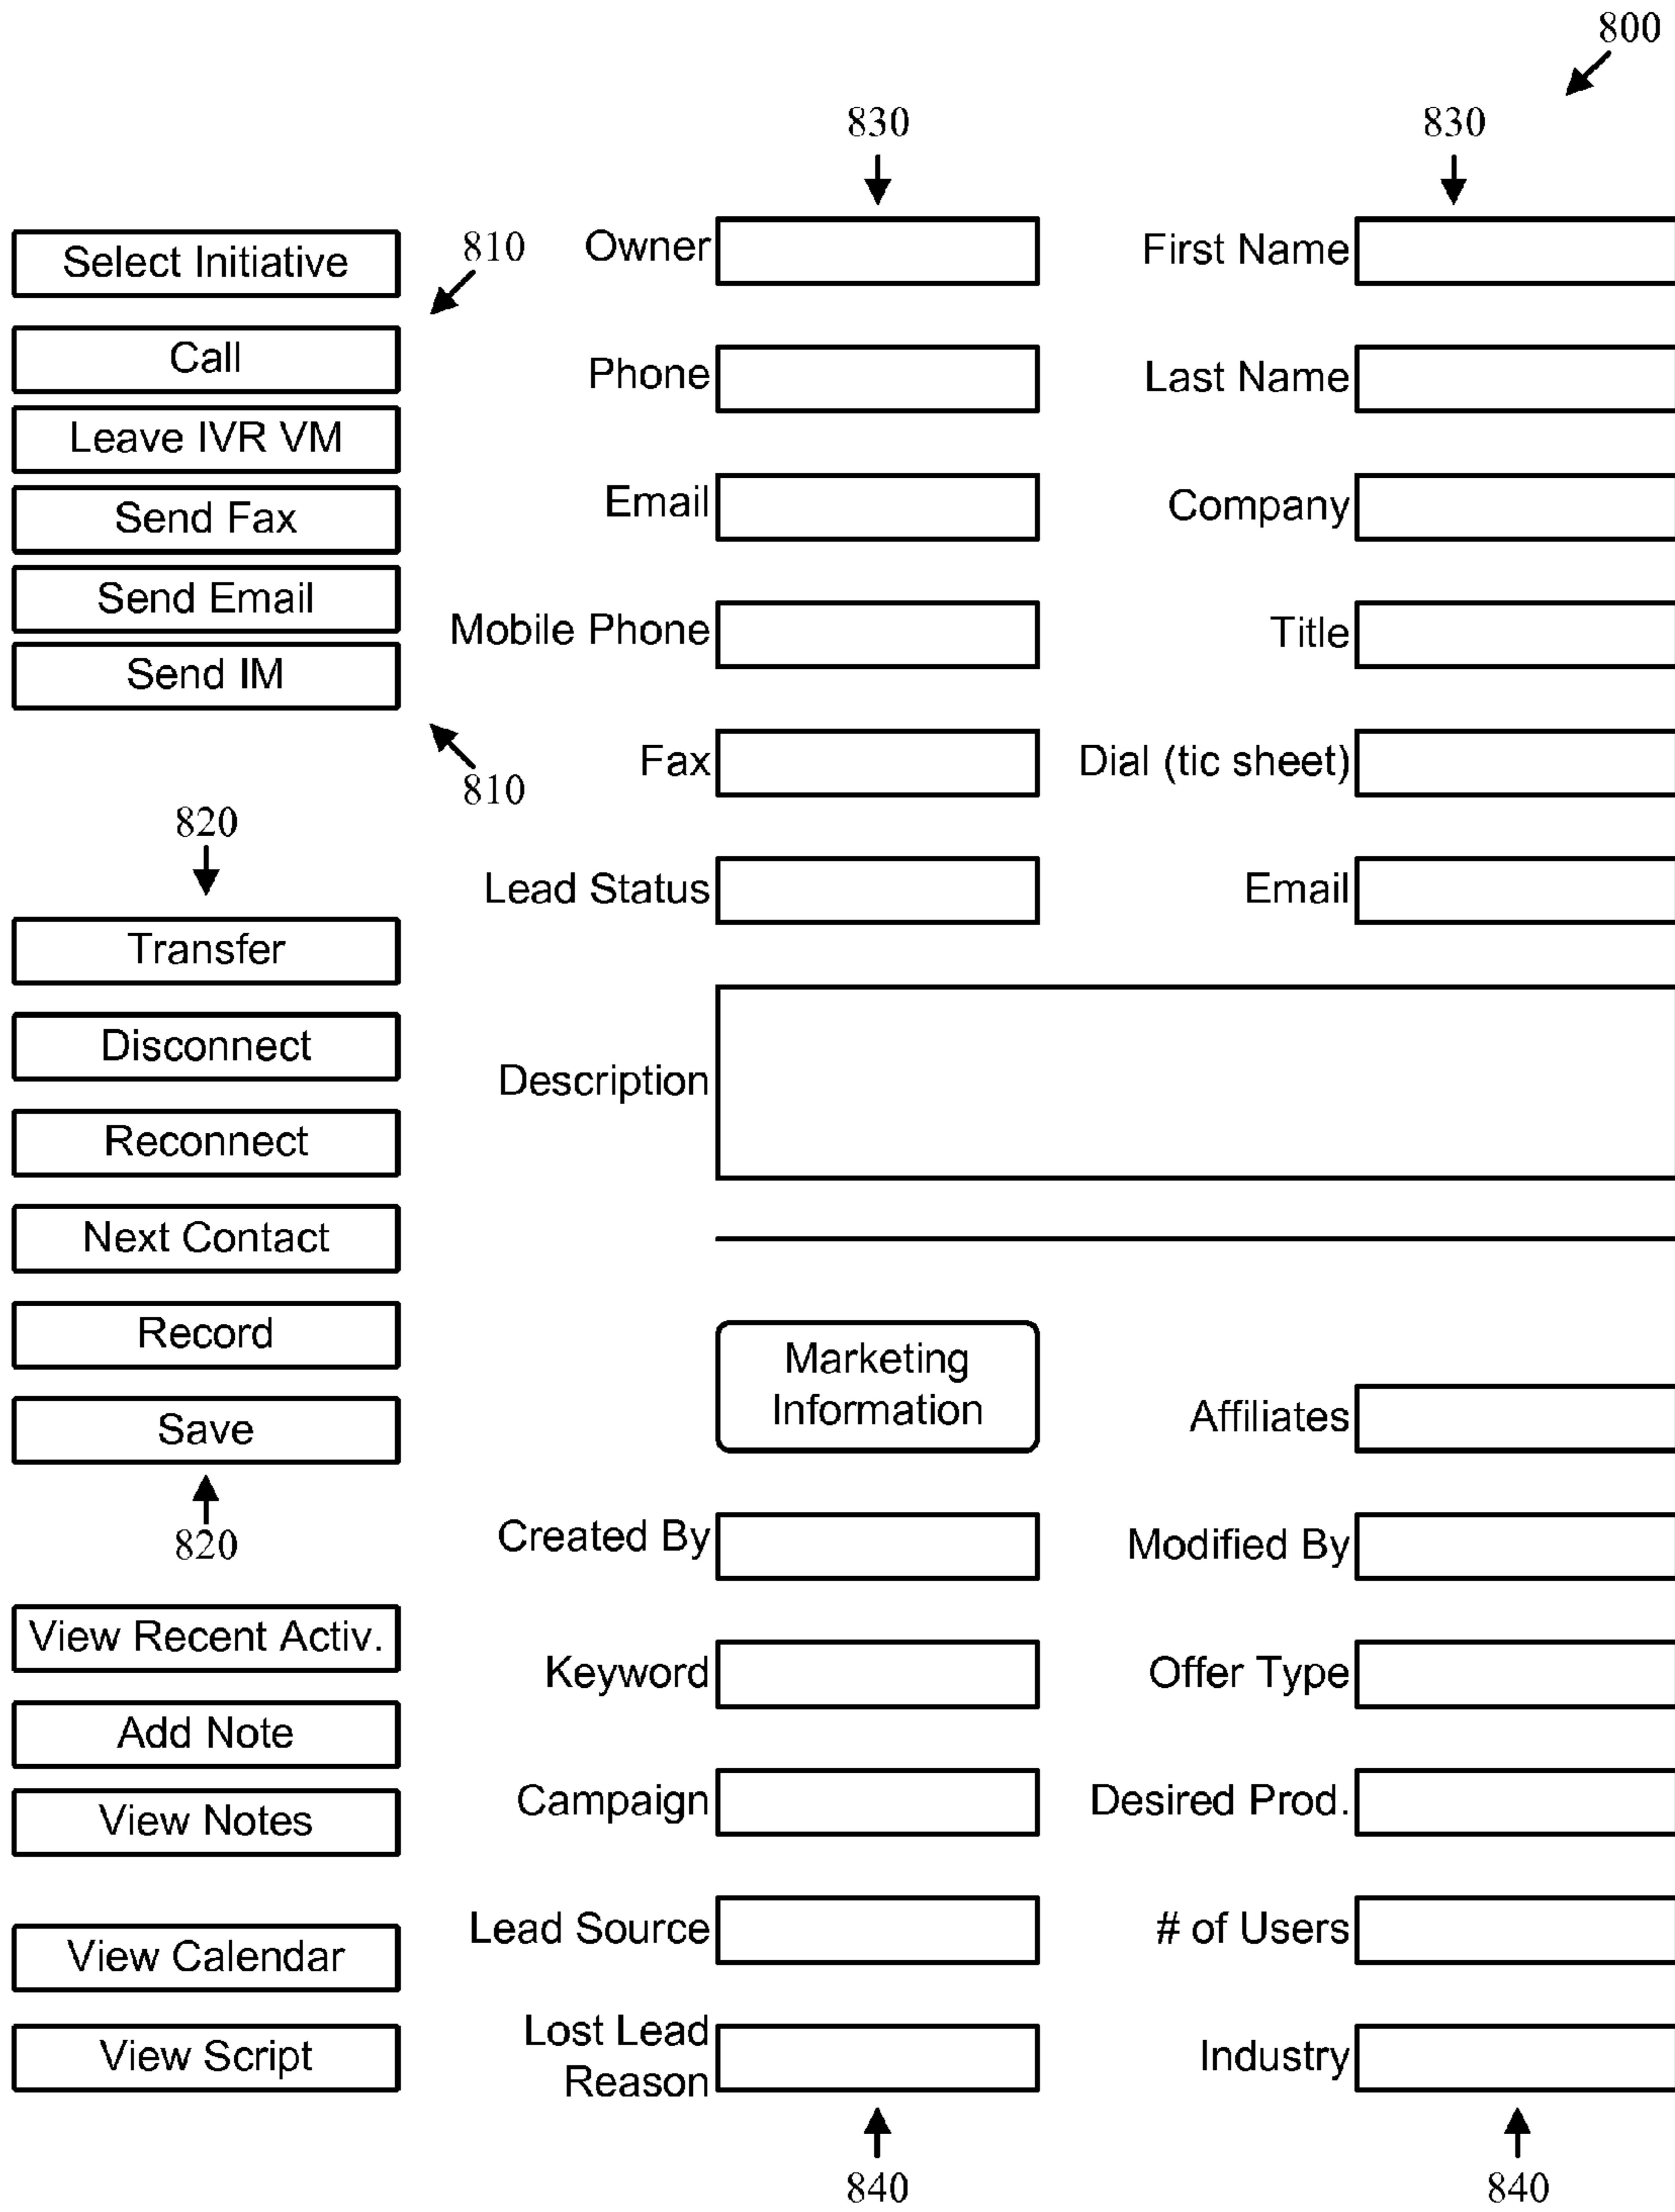 800
830
830
Select Initiative
810
Call
Leave IVR VM
Send Fax
Send Email
Send IM
810
820
Transfer
Disconnect
Reconnect
Next Contact
Record
Save
820
View Recent Activ.
Add Note
View Notes
View Calendar
View Script
Owner
Phone
Email
Mobile Phone
Fax
Lead Status
First Name
Last Name
Company
Title
Dial (tic sheet)
Email
Description
Marketing
Information
Created By
Keyword
Campaign
Lead Source
Lost Lead
Reason
840
Affiliates
Modified By
Offer Type
Desired Prod.
# of Users
Industry
840